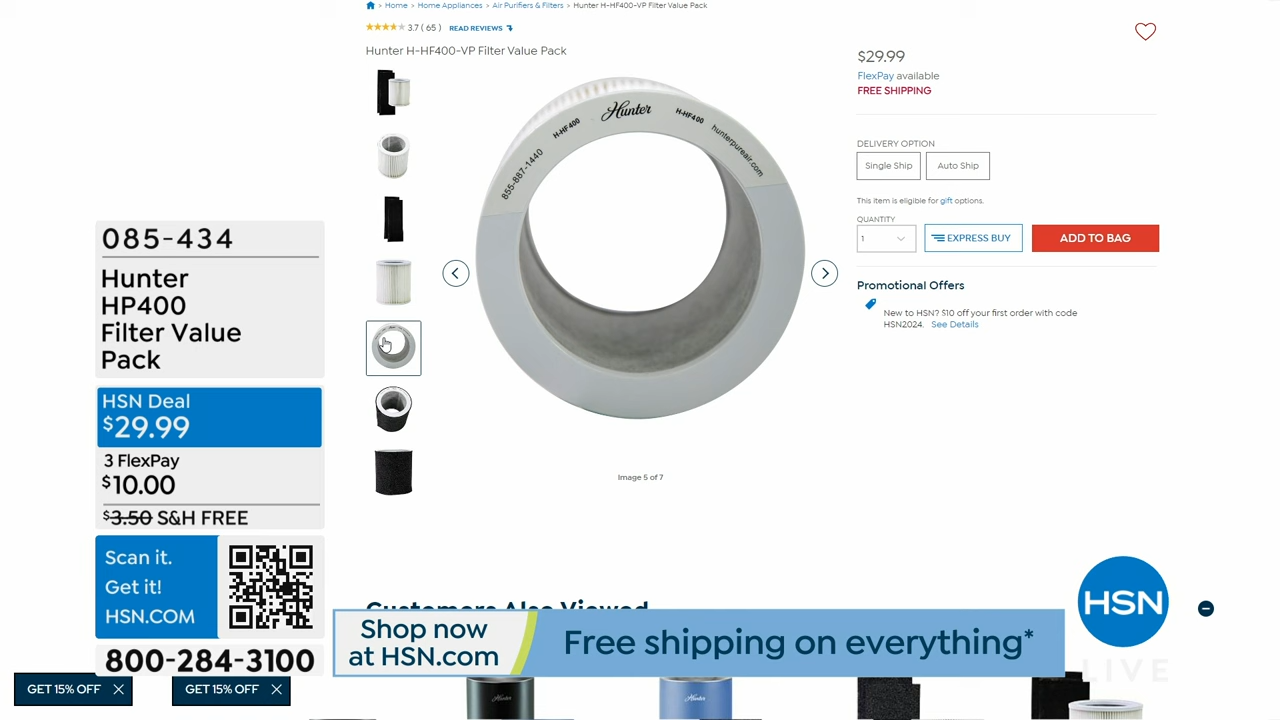 > Home > Home Appliances > Air Purifiers & Filters > Hunter H-HF400-VP Filter Value Pack
3.7 ( 65 ) READ REVIEWS
Hunter H-HF400-VP Filter Value Pack
855-887-1440 H-HF400 Hunter H-HF400 hunterpureair.com
Image 5 of 7
$29.99
FlexPay available
FREE SHIPPING
DELIVERY OPTION
Single Ship Auto Ship
This item is eligible for gift options.
QUANTITY
1 EXPRESS BUY ADD TO BAG
Promotional Offers
New to HSN? $10 off your first order with code
HSN2024. See Details
085-434
Hunter
HP400
Filter Value
Pack
HSN Deal
$29.99
3 FlexPay
$10.00
$3.50 S&H FREE
Scan it.
Get it!
HSN.COM
800-284-3100
Customers Also Viewed
Shop now
at HSN.com
Free shipping on everything*
HSN
LIVE
GET 15% OFF GET 15% OFF
Hunter Hunter